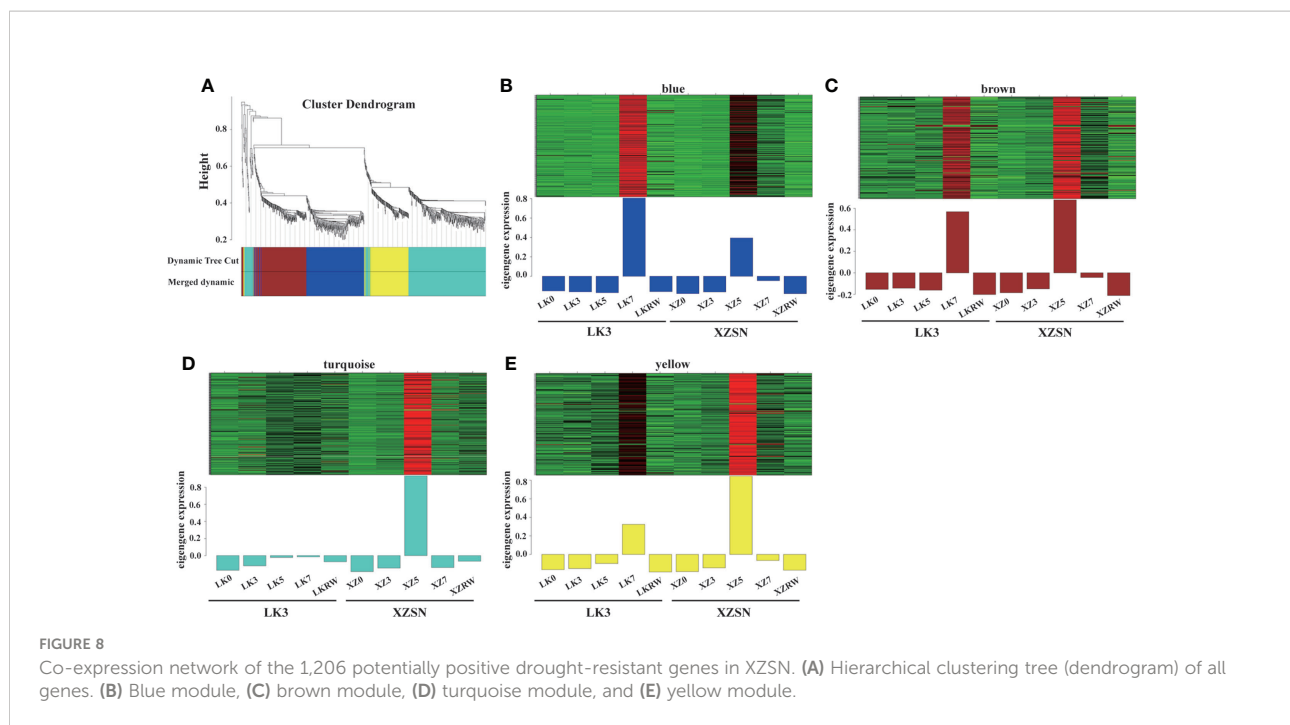 A
Cluster Dendrogram
Height
0.8
0.6
0.4
0.2
Dynamic Tree Cut
Merged dynamic
B
blue
eigengene expression
0.8
0.6
0.4
0.2
0.0
LK0 LK3 LK5 LK7 LKRW XZ0 XZ3 XZ5 XZ7 XZRW
LK3 XZSN
C
brown
eigengene expression
0.6
0.4
0.2
0.0
-0.2
LK0 LK3 LK5 LK7 LKRW XZ0 XZ3 XZ5 XZ7 XZRW
LK3 XZSN
D
turquoise
eigengene expression
0.8
0.6
0.4
0.2
0.0
LK0 LK3 LK5 LK7 LKRW XZ0 XZ3 XZ5 XZ7 XZRW
LK3 XZSN
E
yellow
eigengene expression
0.8
0.6
0.4
0.2
0.0
LK0 LK3 LK5 LK7 LKRW XZ0 XZ3 XZ5 XZ7 XZRW
LK3 XZSN
FIGURE 8
Co-expression network of the 1,206 potentially positive drought-resistant genes in XZSN. (A) Hierarchical clustering tree (dendrogram) of all
genes. (B) Blue module, (C) brown module, (D) turquoise module, and (E) yellow module.